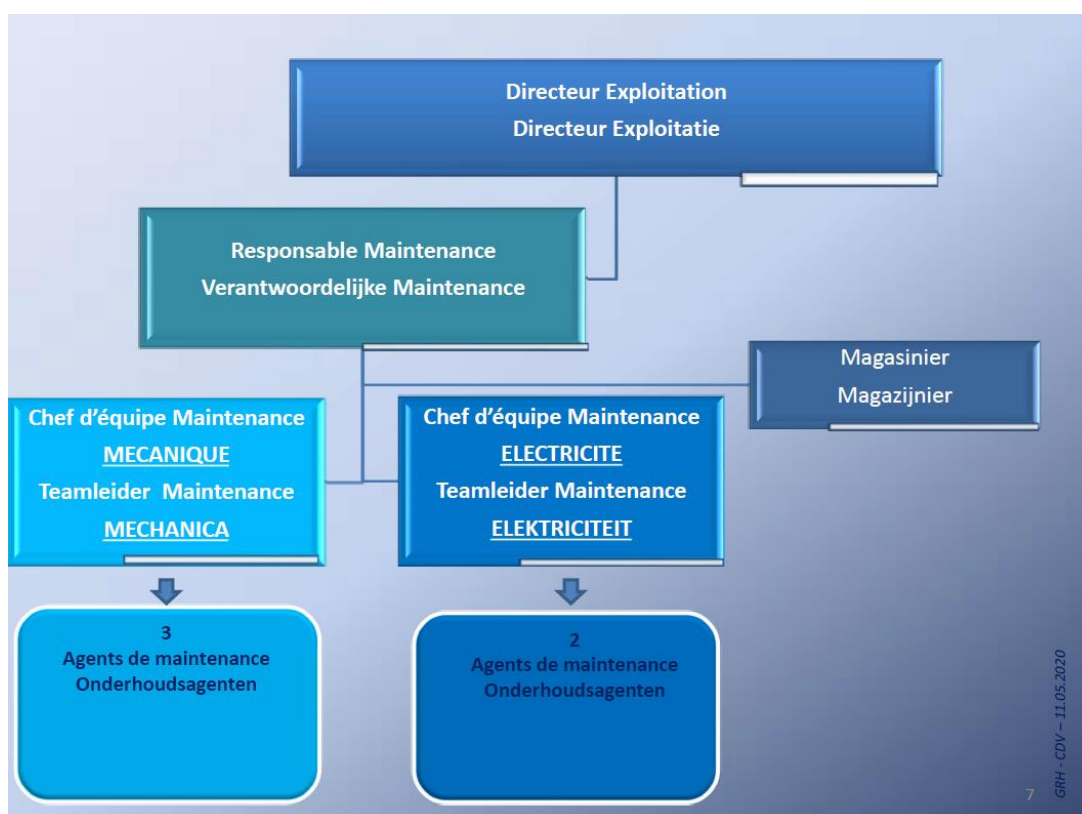 Directeur Exploitation
Directeur Exploitatie
Responsable Maintenance
Verantwoordelijke Maintenance
Magasinier
Magazijnier
Chef d'équipe Maintenance
MECANIQUE
Teamleider Maintenance
MECHANICA
Chef d'équipe Maintenance
ELECTRICITE
Teamleider Maintenance
ELEKTRICITEIT
3
Agents de maintenance
Onderhoudsagenten
2
Agents de maintenance
Onderhoudsagenten
GRH - CDV – 11.05.2020
7